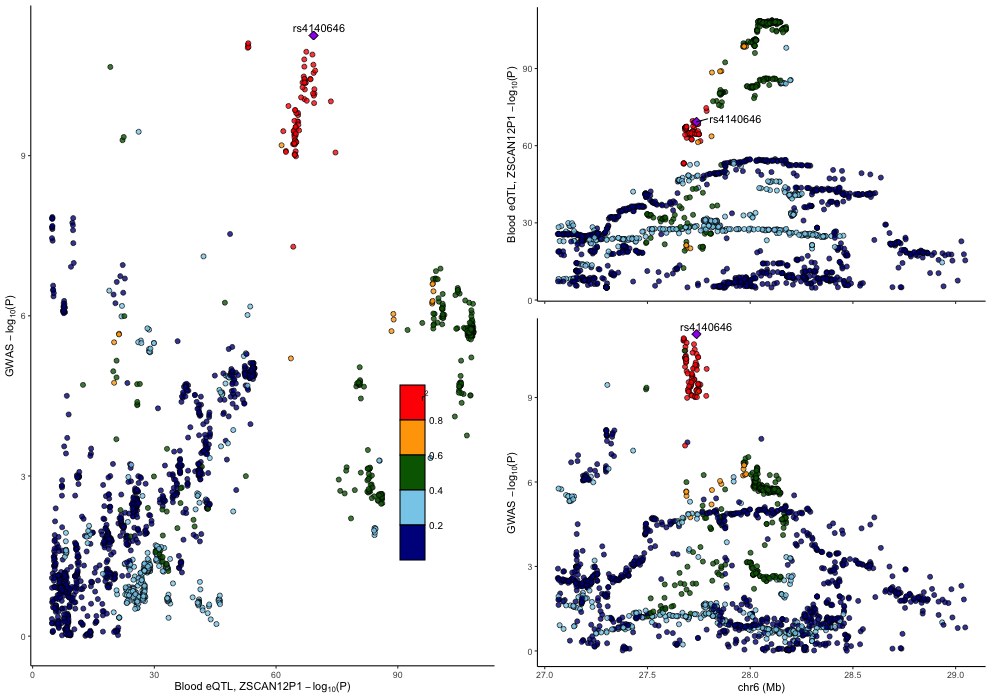 rs4140646
9
6
3
0
GWAS −log10(P)
0
30
60
90
Blood eQTL, ZSCAN12P1 −log10(P)
r2
0.8
0.6
0.4
0.2
rs4140646
90
60
30
0
Blood eQTL, ZSCAN12P1 −log10(P)
rs4140646
9
6
3
0
GWAS −log10(P)
27.0
27.5
28.0
28.5
29.0
chr6 (Mb)